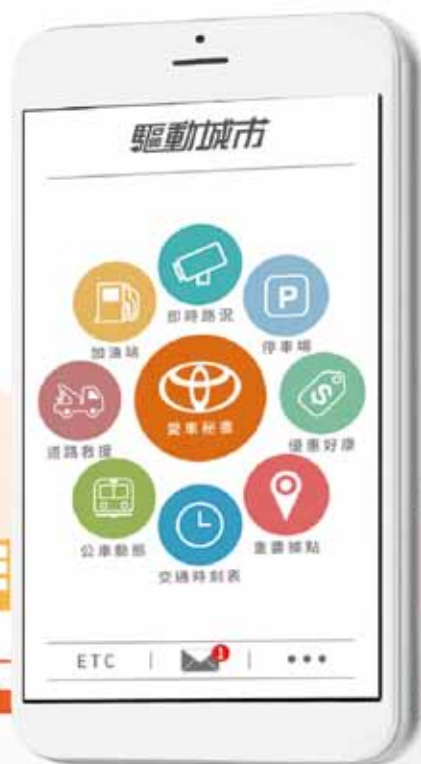 驅動城市
即時路況
加油站
停車場
愛車秘書
道路救援
優惠好康
公車動態
重要據點
交通時刻表
P
$
ETC
1